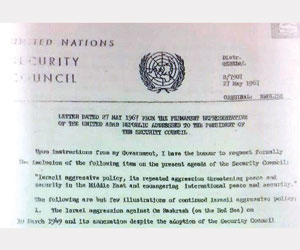 UNITED NATIONS
SECURITY
COUNCIL
Distr.
GENERAL
S/7907
27 May 1967
ORIGINAL: ENGLISH
LETTER DATED 27 MAY 1967 FROM THE PERMANENT REPRESENTATIVE
OF THE UNITED ARAB REPUBLIC ADDRESSED TO THE PRESIDENT OF
THE SECURITY COUNCIL
Upon instructions from my Government, I have the honour to request formally
the inclusion of the following item on the present agenda of the Security Council:
"Israeli aggressive policy, its repeated aggression threatening peace and
security in the Middle East and endangering international peace and security."
The following are but few illustrations of continued Israeli aggressive policy:
1. The Israel aggression against Om Rashrash (on the Red Sea) on
10 March 1949 and its annexation despite the adoption of the Security Council